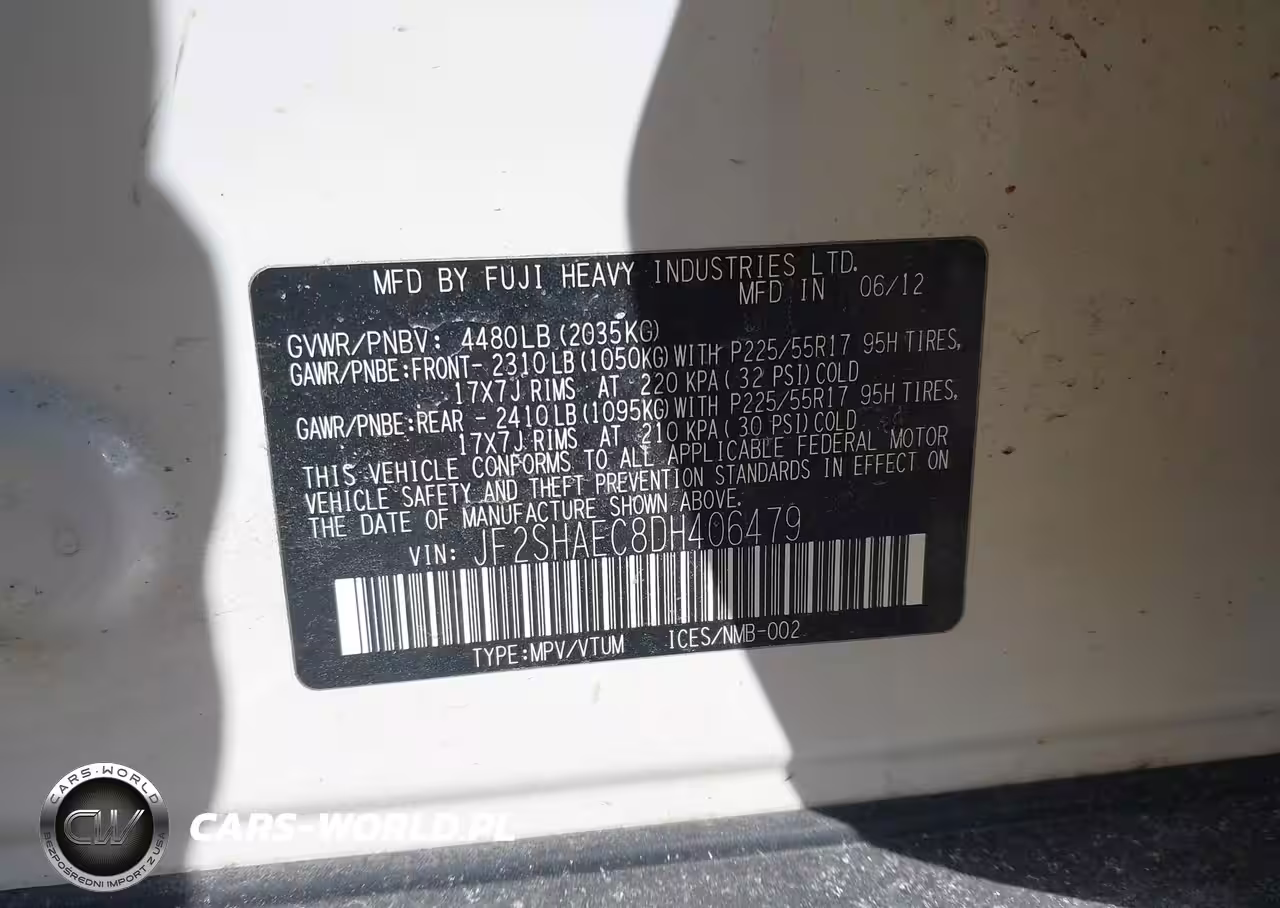 MFD BY FUJI HEAVY INDUSTRIES LTD.
MFD IN 06/12
GVWR/PNBV: 4480LB(2035KG)
GAWR/PNBE:FRONT- 2310LB(1050KG)WITH P225/55R17 95H TIRES,
17X7J RIMS AT 220 KPA( 32 PSI)COLD
GAWR/PNBE:REAR - 2410LB(1095KG)WITH P225/55R17 95H TIRES,
17X7J RIMS AT 210 KPA( 30 PSI)COLD
THIS VEHICLE CONFORMS TO ALL APPLICABLE FEDERAL MOTOR
VEHICLE SAFETY AND THEFT PREVENTION STANDARDS IN EFFECT ON
THE DATE OF MANUFACTURE SHOWN ABOVE.
VIN: JF2SHAEC8DH406479
TYPE:MPV/VTUM ICES/NMB-002
CARS-WORLD
CW
BEZPOŚREDNI IMPORT Z USA
CARS-WORLD.PL